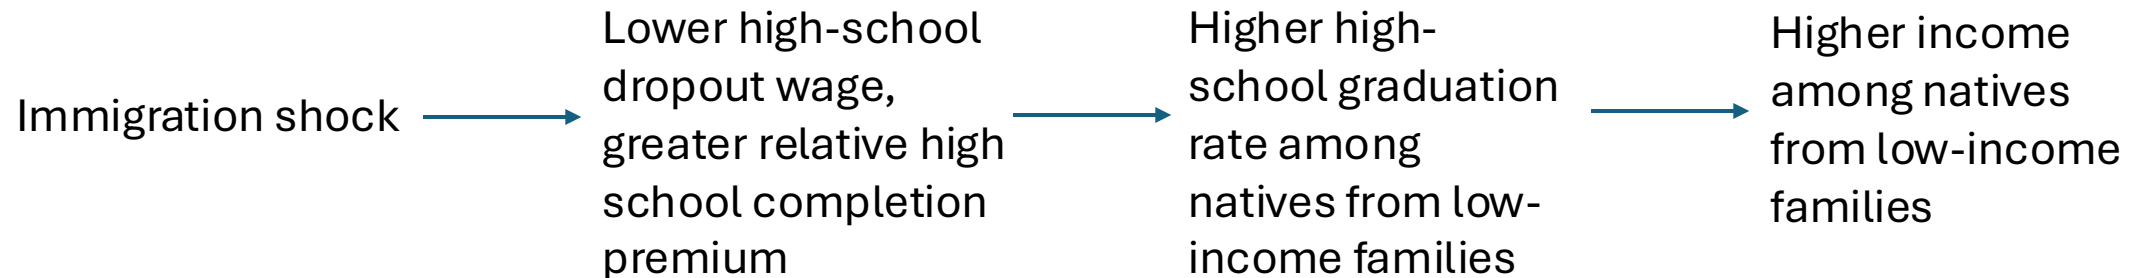 Immigration shock
Lower high-school
dropout wage,
greater relative high
school completion
premium
Higher high-
school graduation
rate among
natives from low-
income families
Higher income
among natives
from low-income
families